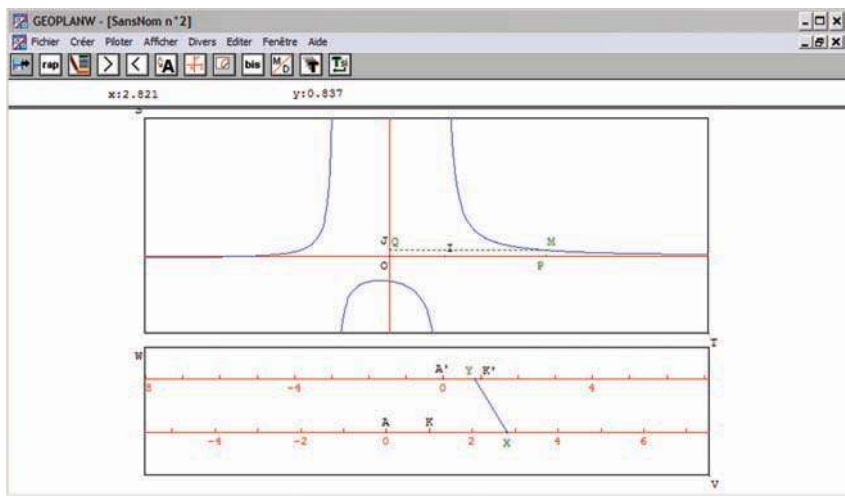 GEOPLANW - [SansNom n°2]
Fichier Créer Piloter Afficher Divers Editer Fenêtre Aide
rap > < A bis M/D
x:2.821 y:0.837
J Q I M
O P
T
W A' Y K'
8 -4 0 4
A K
-4 -2 0 2 4 6
X
V